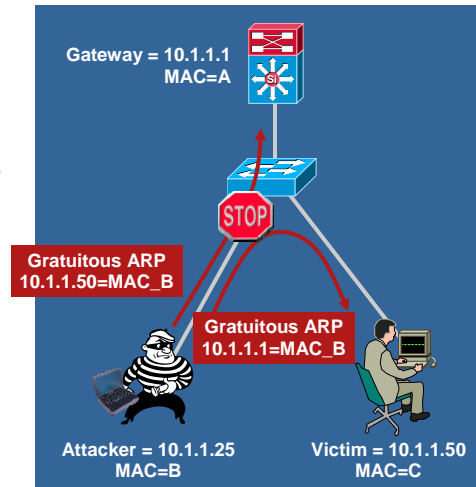 Gateway = 10.1.1.1
MAC=A
Si
STOP
Gratuitous ARP
10.1.1.50=MAC_B
Gratuitous ARP
10.1.1.1=MAC_B
Attacker = 10.1.1.25
MAC=B
Victim = 10.1.1.50
MAC=C